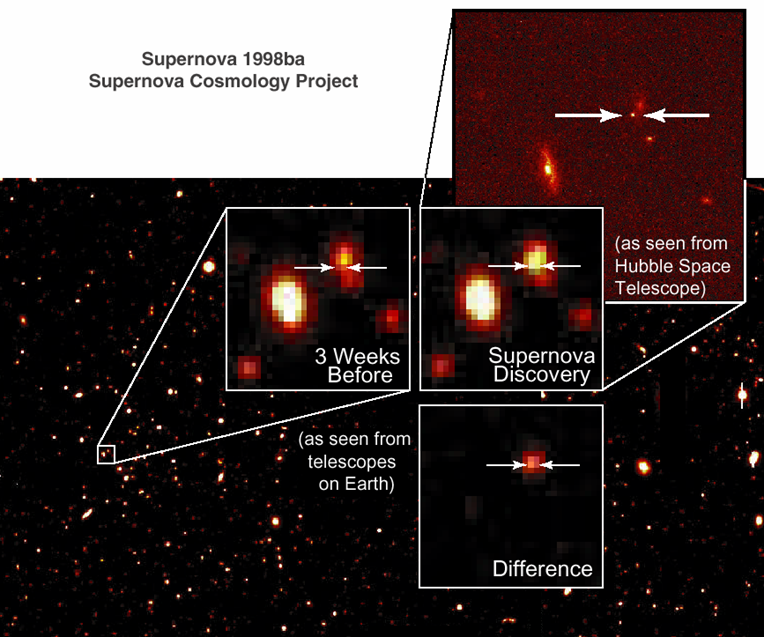 Supernova 1998ba
Supernova Cosmology Project
(as seen from
Hubble Space
Telescope)
3 Weeks
Before
Supernova
Discovery
(as seen from
telescopes
on Earth)
Difference